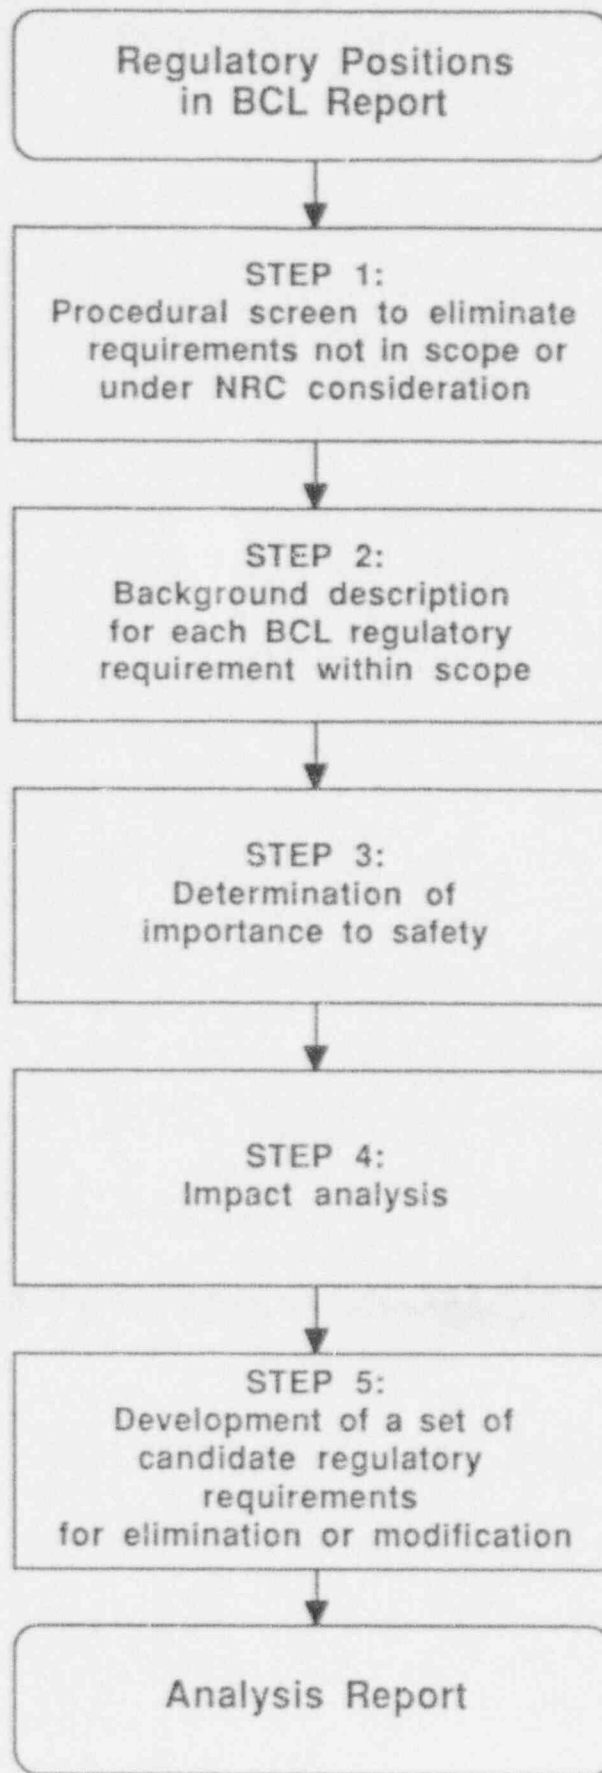 Regulatory Positions
in BCL Report
STEP 1:
Procedural screen to eliminate
requirements not in scope or
under NRC consideration
STEP 2:
Background description
for each BCL regulatory
requirement within scope
STEP 3:
Determination of
importance to safety
STEP 4:
Impact analysis
STEP 5:
Development of a set of
candidate regulatory
requirements
for elimination or modification
Analysis Report